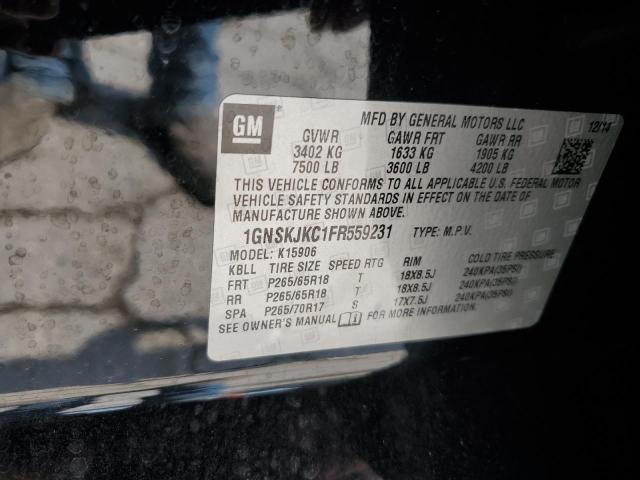 GM
MFD BY GENERAL MOTORS LLC
12/14
GVWR GAWR FRT GAWR RR
3402 KG 1633 KG 1905 KG
7500 LB 3600 LB 4200 LB
THIS VEHICLE CONFORMS TO ALL APPLICABLE U.S. FEDERAL MOTOR
VEHICLE SAFETY STANDARDS IN EFFECT ON THE DATE OF
MANUFACTURE SHOWN ABOVE.
1GNSKJKC1FR559231 TYPE: M.P.V.
MODEL: K15906
KBLL TIRE SIZE SPEED RTG RIM COLD TIRE PRESSURE
FRT P265/65R18 T 18X8.5J 240KPA(35PSI)
RR P265/65R18 T 18X8.5J 240KPA(35PSI)
SPA P265/70R17 S 17X7.5J 240KPA(35PSI)
SEE OWNER'S MANUAL FOR MORE INFORMATION.